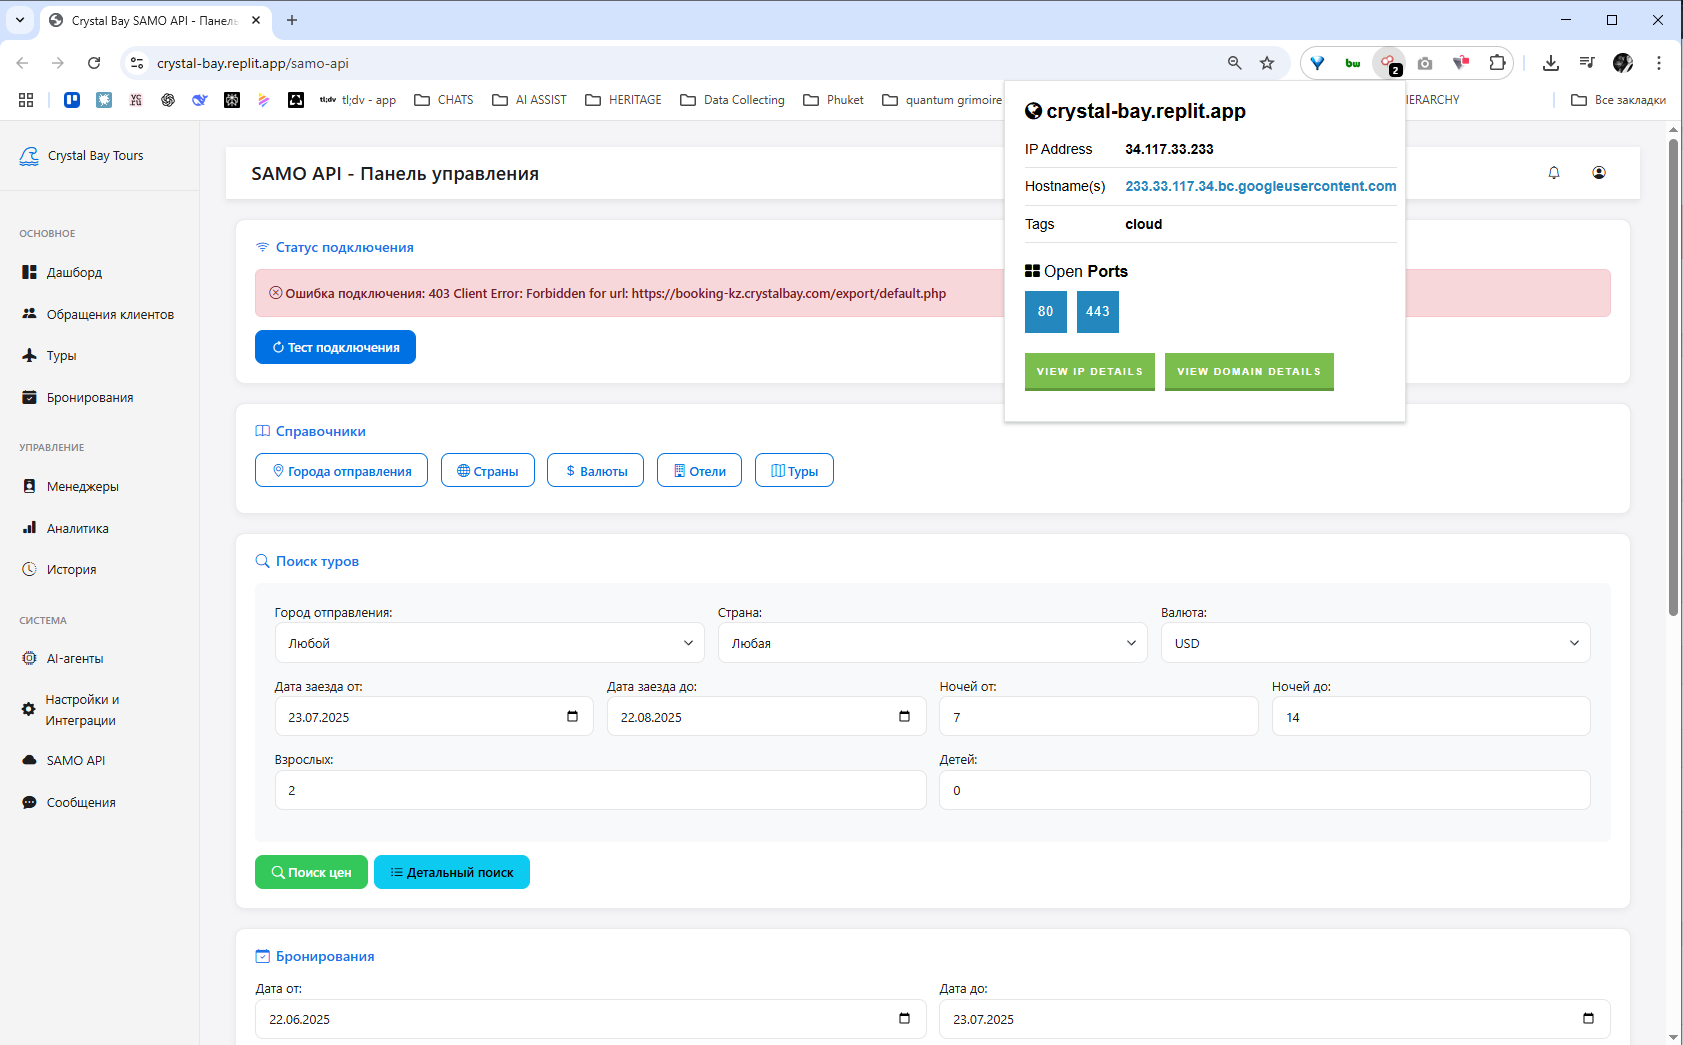 Crystal Bay SAMO API - Панель
crystal-bay.replit.app/samo-api
bw
2
tl;dv tl;dv - app
CHATS
AI ASSIST
HERITAGE
Data Collecting
Phuket
quantum grimoire
IERARCHY
Все закладки
crystal-bay.replit.app
IP Address 34.117.33.233
Hostname(s) 233.33.117.34.bc.googleusercontent.com
Tags cloud
Open Ports
80 443
VIEW IP DETAILS VIEW DOMAIN DETAILS
Crystal Bay Tours
ОСНОВНОЕ
Дашборд
Обращения клиентов
Туры
Бронирования
УПРАВЛЕНИЕ
Менеджеры
Аналитика
История
СИСТЕМА
AI-агенты
Настройки и
Интеграции
SAMO API
Сообщения
SAMO API - Панель управления
Статус подключения
Ошибка подключения: 403 Client Error: Forbidden for url: https://booking-kz.crystalbay.com/export/default.php
Тест подключения
Справочники
Города отправления Страны $ Валюты Отели Туры
Поиск туров
Город отправления: Страна: Валюта:
Любой Любая USD
Дата заезда от: Дата заезда до: Ночей от: Ночей до:
23.07.2025 22.08.2025 7 14
Взрослых: Детей:
2 0
Поиск цен Детальный поиск
Бронирования
Дата от: Дата до:
22.06.2025 23.07.2025